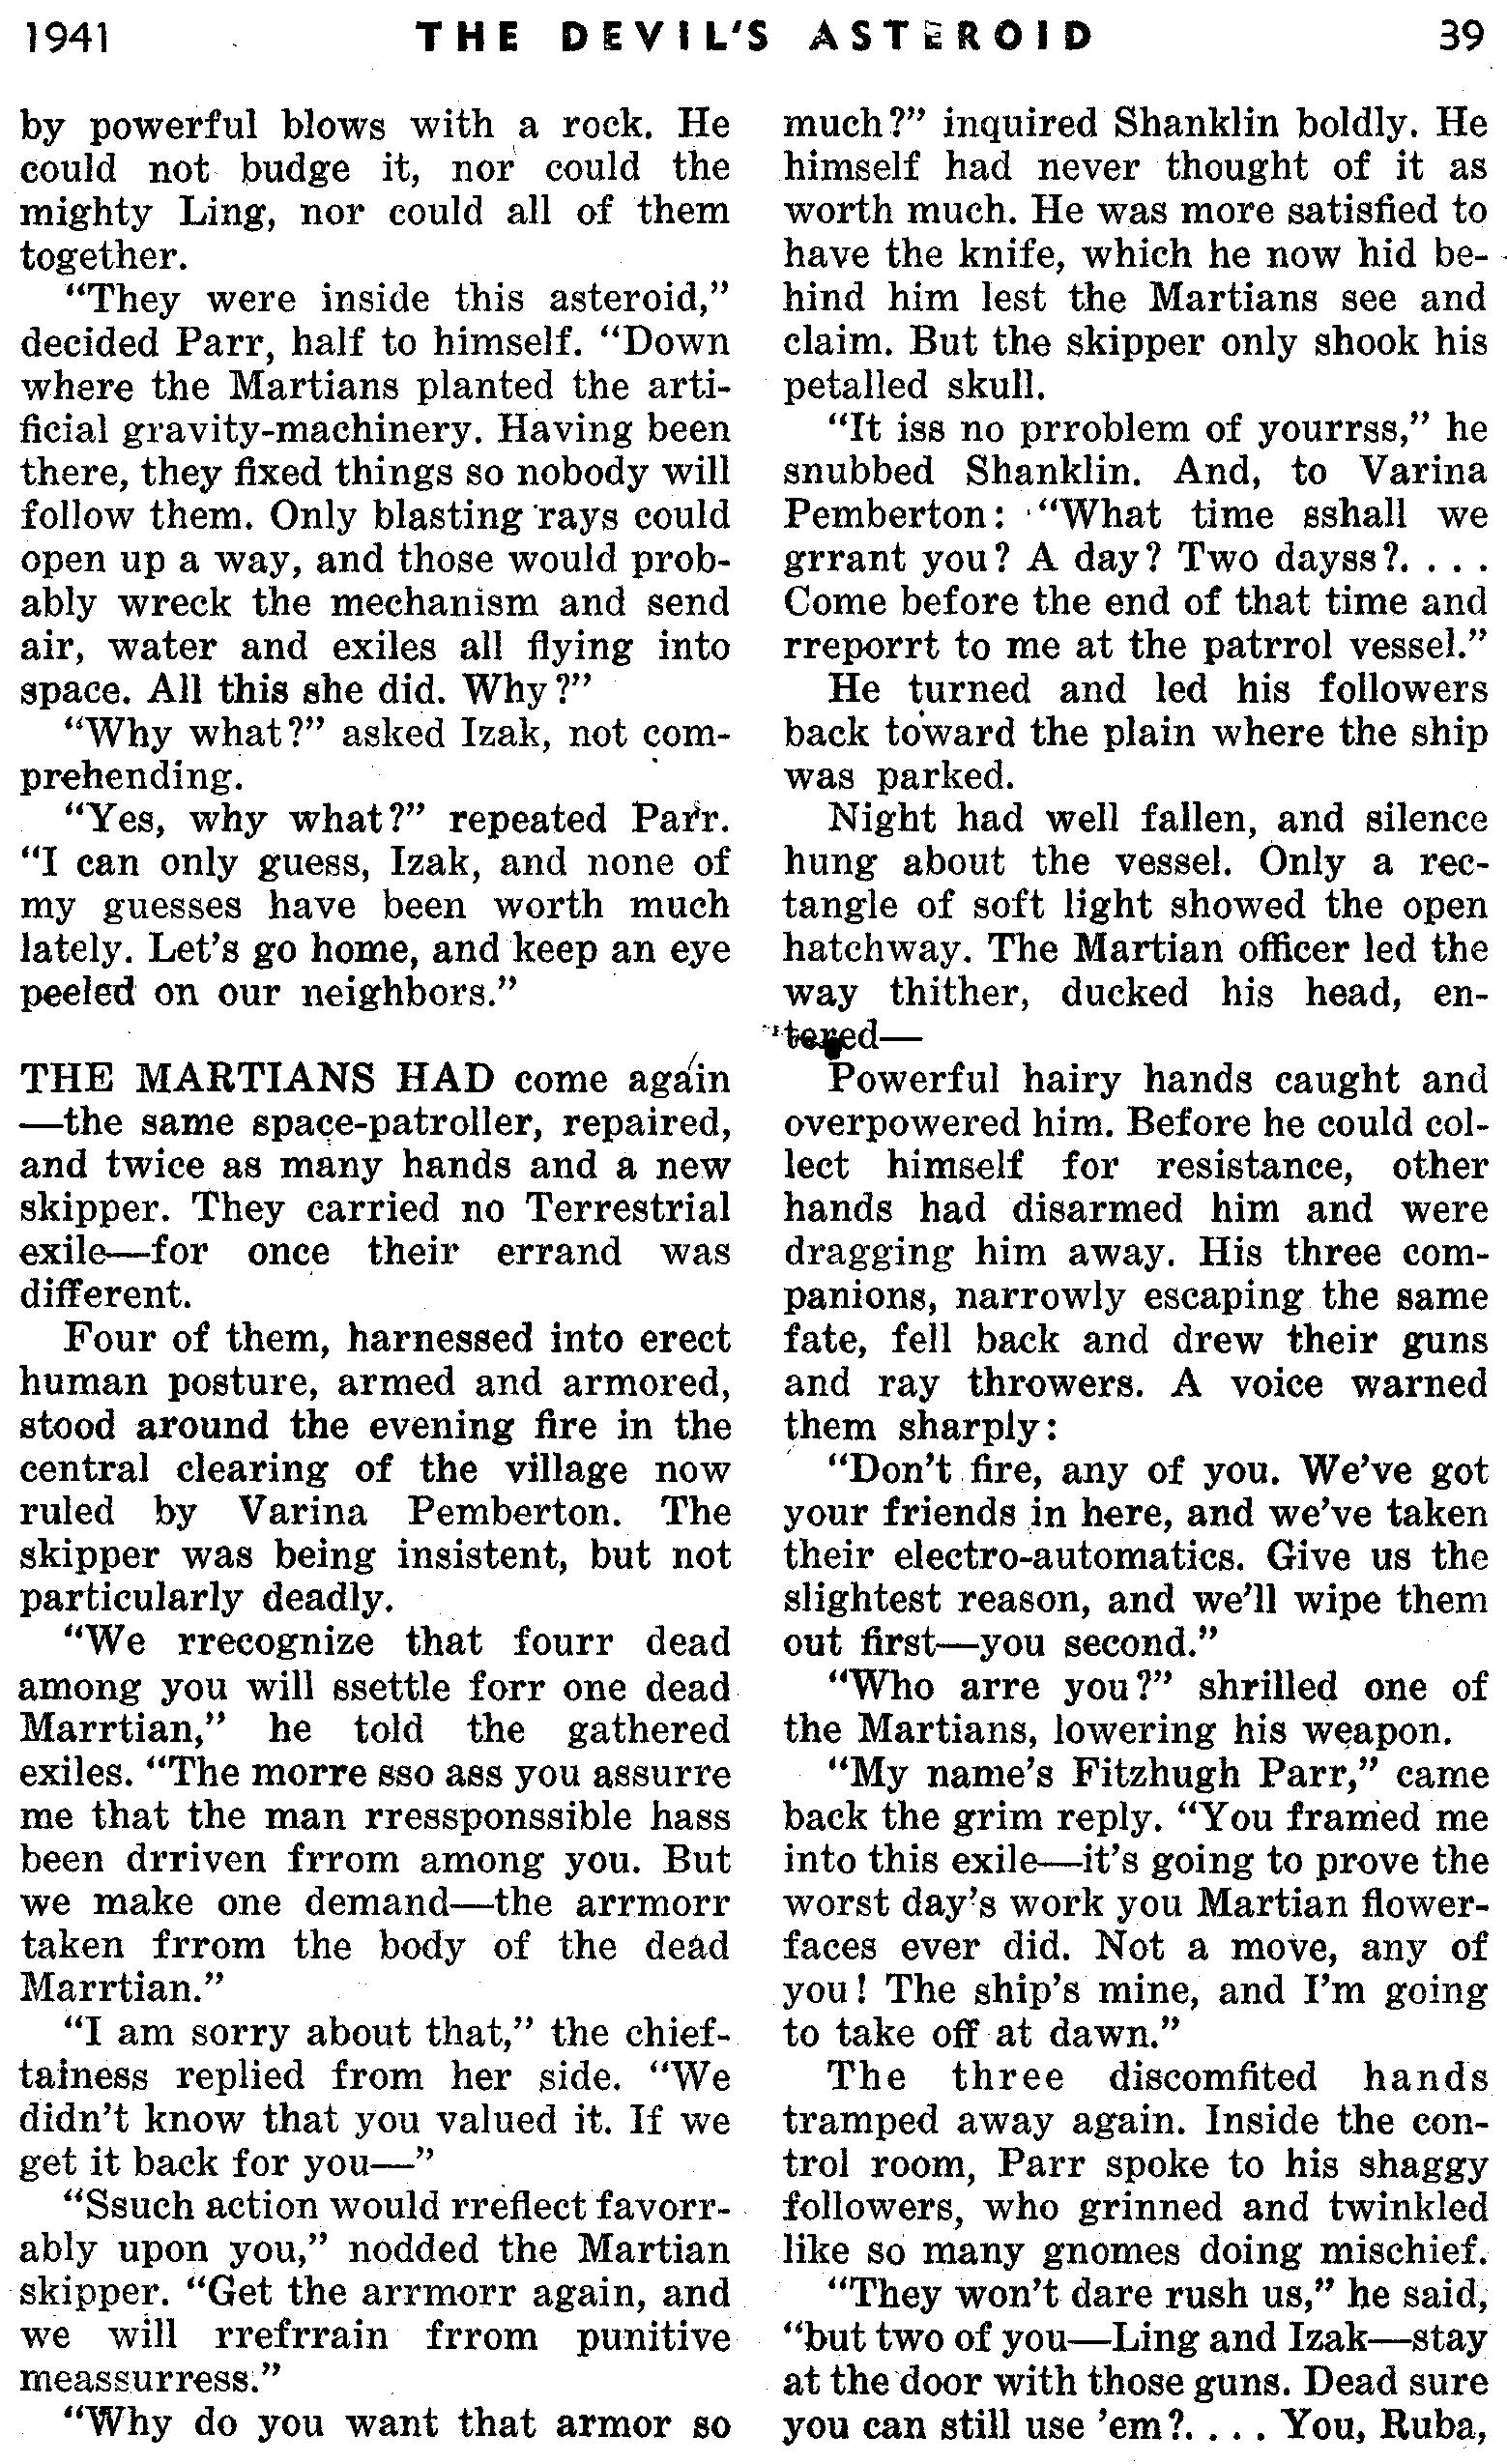 1941 THE DEVIL'S ASTEROID 39
by powerful blows with a rock. He
could not budge it, nor could the
mighty Ling, nor could all of them
together.
"They were inside this asteroid,"
decided Parr, half to himself. "Down
where the Martians planted the arti-
ficial gravity-machinery. Having been
there, they fixed things so nobody will
follow them. Only blasting rays could
open up a way, and those would prob-
ably wreck the mechanism and send
air, water and exiles all flying into
space. All this she did. Why?"
"Why what?" asked Izak, not com-
prehending.
"Yes, why what?" repeated Parr.
"I can only guess, Izak, and none of
my guesses have been worth much
lately. Let's go home, and keep an eye
peeled on our neighbors."
THE MARTIANS HAD come again
—the same space-patroller, repaired,
and twice as many hands and a new
skipper. They carried no Terrestrial
exile—for once their errand was
different.
Four of them, harnessed into erect
human posture, armed and armored,
stood around the evening fire in the
central clearing of the village now
ruled by Varina Pemberton. The
skipper was being insistent, but not
particularly deadly.
"We rrecognize that fourr dead
among you will ssettle forr one dead
Marrtian," he told the gathered
exiles. "The morre sso ass you assurre
me that the man rressponssible hass
been drriven frrom among you. But
we make one demand—the arrmorr
taken frrom the body of the dead
Marrtian."
"I am sorry about that," the chief-
tainess replied from her side. "We
didn't know that you valued it. If we
get it back for you—"
"Ssuch action would rreflect favorr-
ably upon you," nodded the Martian
skipper. "Get the arrmorr again, and
we will rrefrrain frrom punitive
meassurress."
"Why do you want that armor so
much?" inquired Shanklin boldly. He
himself had never thought of it as
worth much. He was more satisfied to
have the knife, which he now hid be-
hind him lest the Martians see and
claim. But the skipper only shook his
petalled skull.
"It iss no prroblem of yourrss," he
snubbed Shanklin. And, to Varina
Pemberton: "What time sshall we
grrant you? A day? Two dayss?. . . .
Come before the end of that time and
rreporrt to me at the patrrol vessel."
He turned and led his followers
back toward the plain where the ship
was parked.
Night had well fallen, and silence
hung about the vessel. Only a rec-
tangle of soft light showed the open
hatchway. The Martian officer led the
way thither, ducked his head, en-
tered—
Powerful hairy hands caught and
overpowered him. Before he could col-
lect himself for resistance, other
hands had disarmed him and were
dragging him away. His three com-
panions, narrowly escaping the same
fate, fell back and drew their guns
and ray throwers. A voice warned
them sharply:
"Don't fire, any of you. We've got
your friends in here, and we've taken
their electro-automatics. Give us the
slightest reason, and we'll wipe them
out first—you second."
"Who arre you?" shrilled one of
the Martians, lowering his weapon.
"My name's Fitzhugh Parr," came
back the grim reply. "You framed me
into this exile—it's going to prove the
worst day's work you Martian flower-
faces ever did. Not a move, any of
you! The ship's mine, and I'm going
to take off at dawn."
The three discomfited hands
tramped away again. Inside the con-
trol room, Parr spoke to his shaggy
followers, who grinned and twinkled
like so many gnomes doing mischief.
"They won't dare rush us," he said,
"but two of you—Ling and Izak—stay
at the door with those guns. Dead sure
you can still use 'em?. . . . You, Ruba,